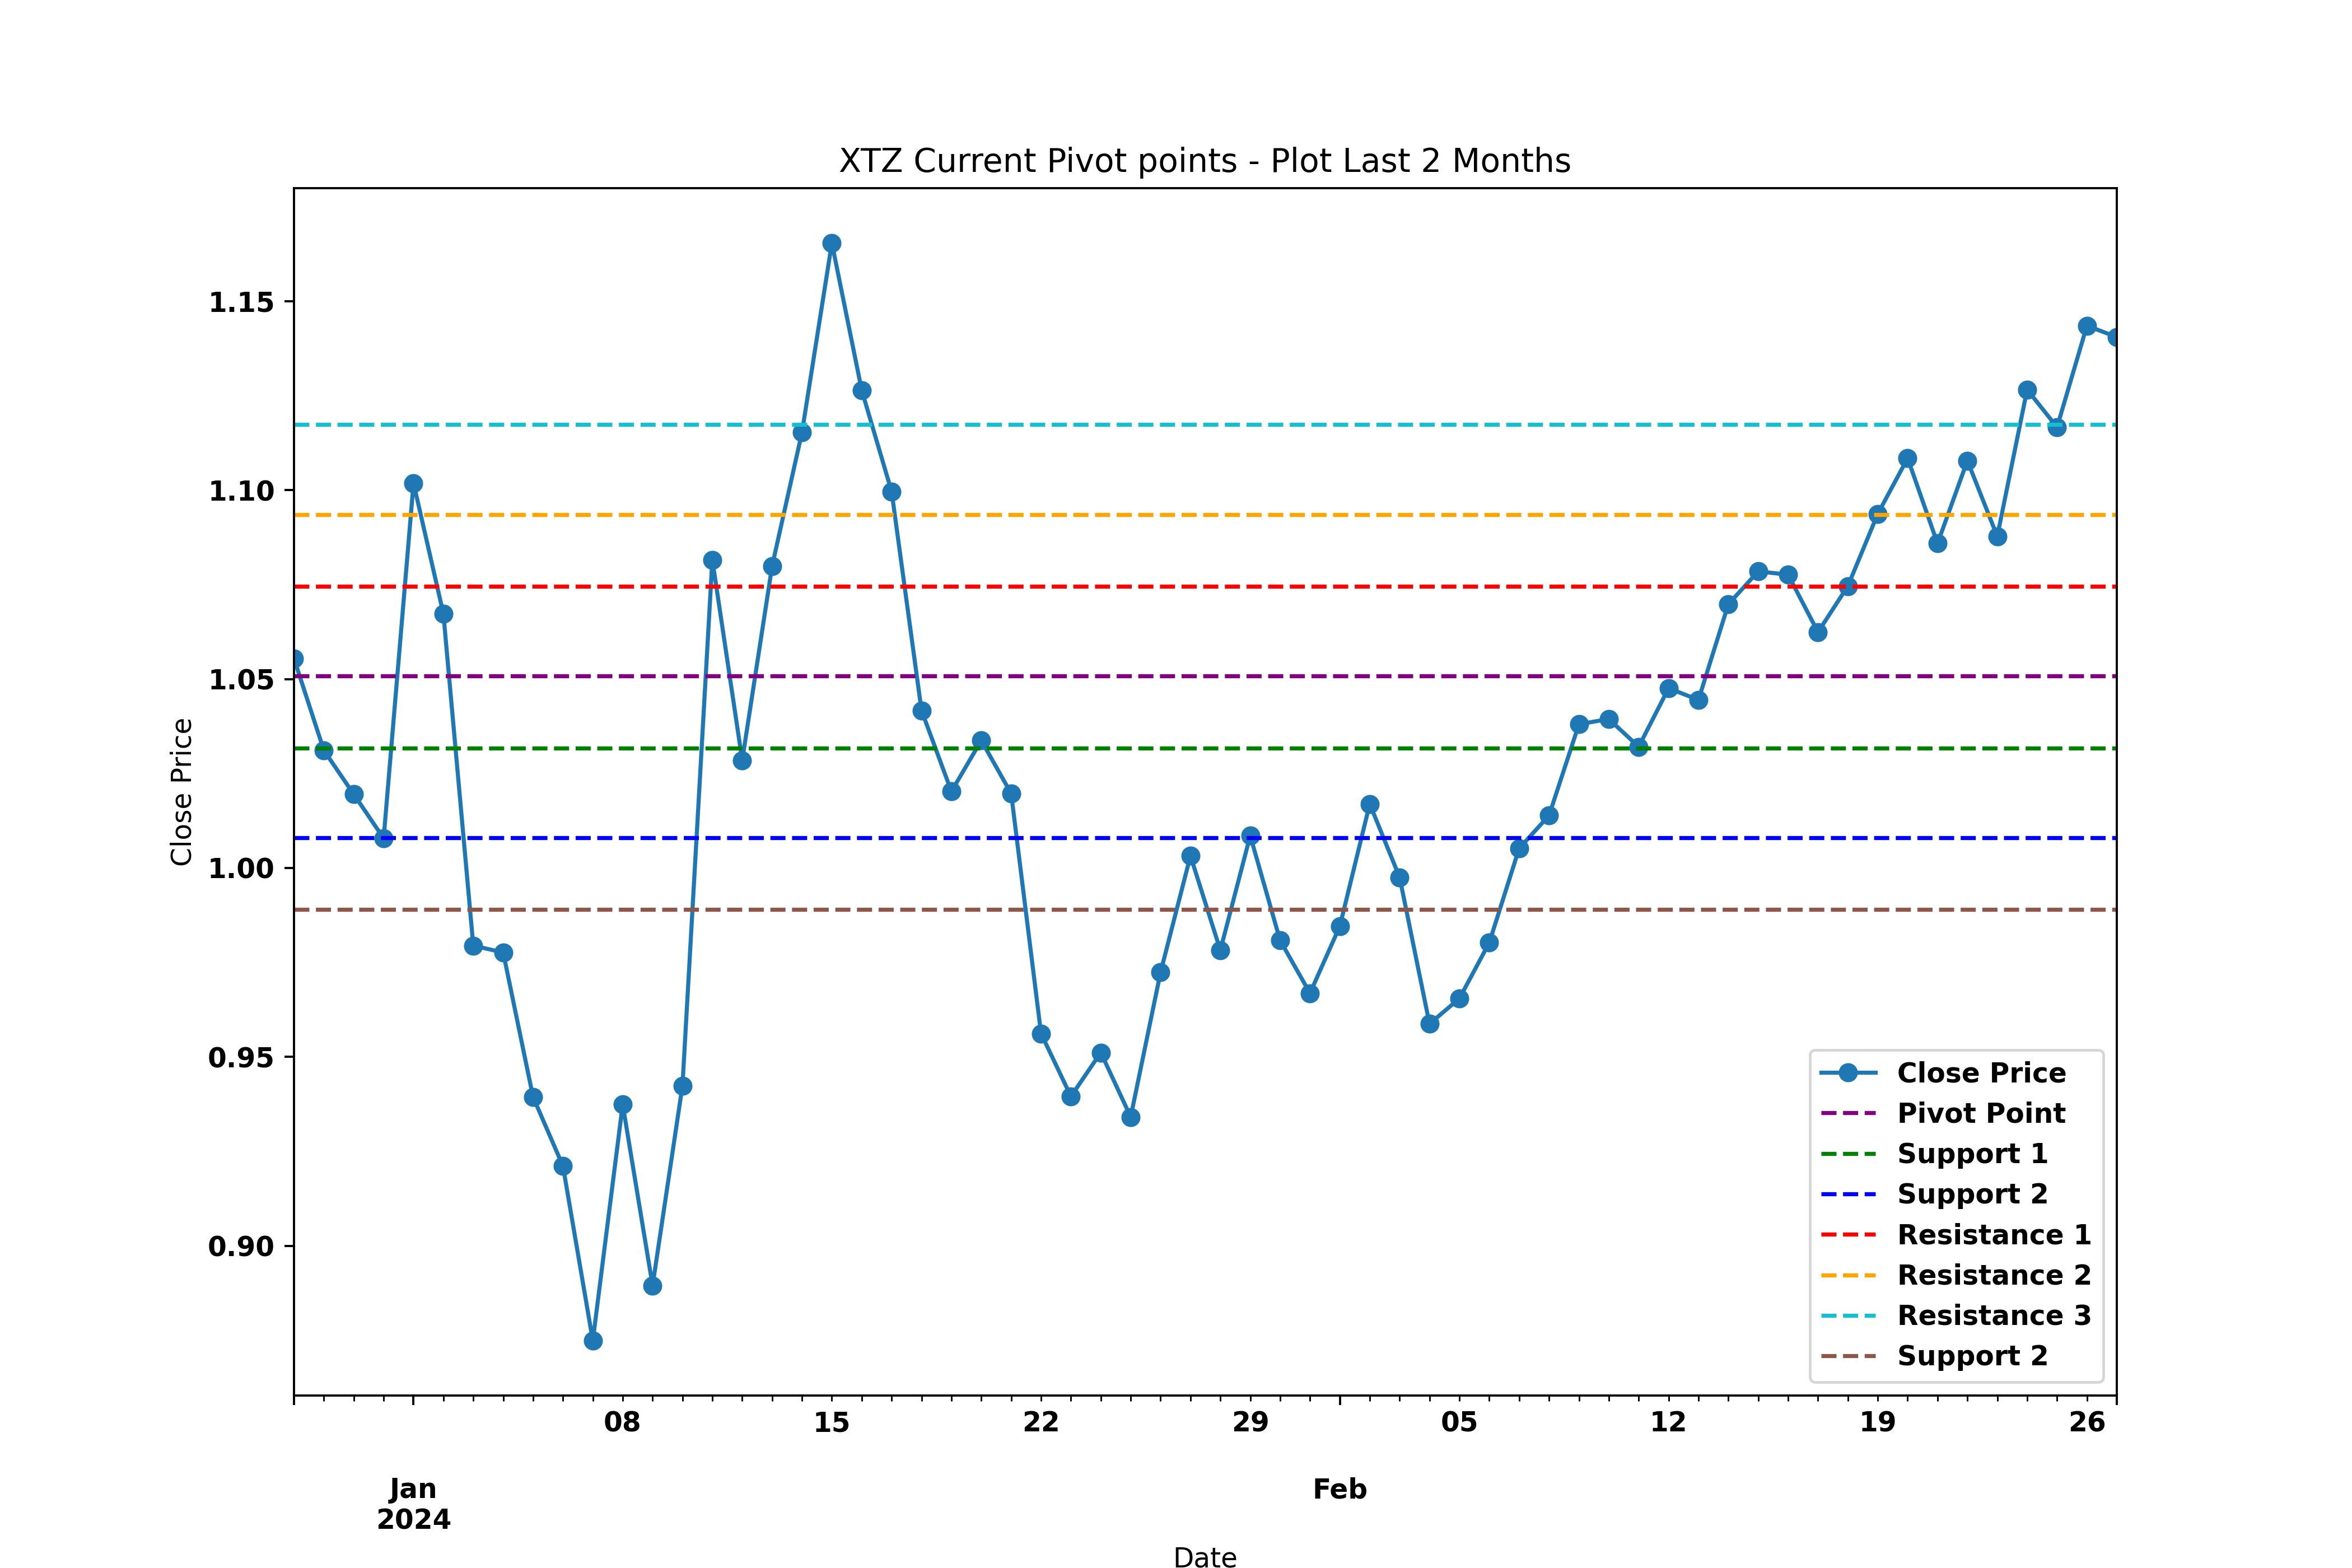 XTZ Current Pivot points - Plot Last 2 Months
Close Price
1.15
1.10
1.05
1.00
0.95
0.90
Close Price
Pivot Point
Support 1
Support 2
Resistance 1
Resistance 2
Resistance 3
Support 2
08 15 22 29 05 12 19 26
Jan Feb
2024
Date